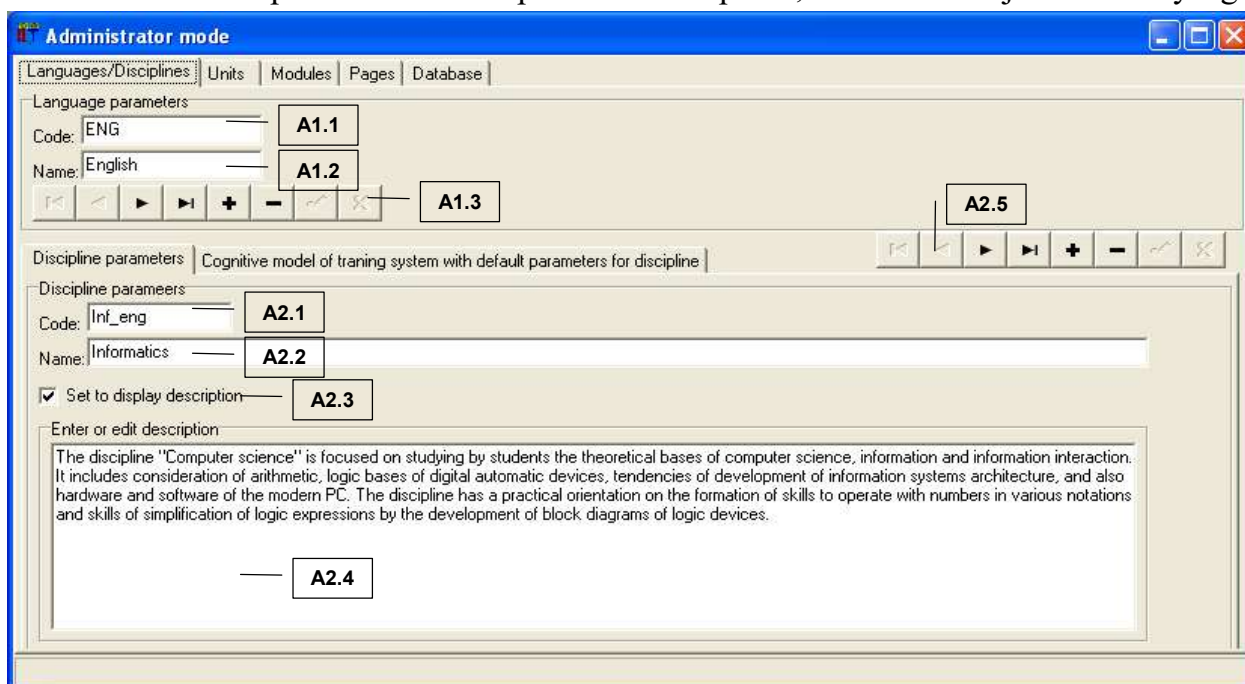 Administrator mode
Languages/Disciplines Units Modules Pages Database
Language parameters
Code: ENG
A1.1
Name: English
A1.2
A1.3
A2.5
Discipline parameters Cognitive model of traning system with default parameters for discipline
Discipline parameers
Code: Inf_eng
A2.1
Name: Informatics
A2.2
Set to display description
A2.3
Enter or edit description
The discipline "Computer science" is focused on studying by students the theoretical bases of computer science, information and information interaction.
It includes consideration of arithmetic, logic bases of digital automatic devices, tendencies of development of information systems architecture, and also
hardware and software of the modern PC. The discipline has a practical orientation on the formation of skills to operate with numbers in various notations
and skills of simplification of logic expressions by the development of block diagrams of logic devices.
A2.4